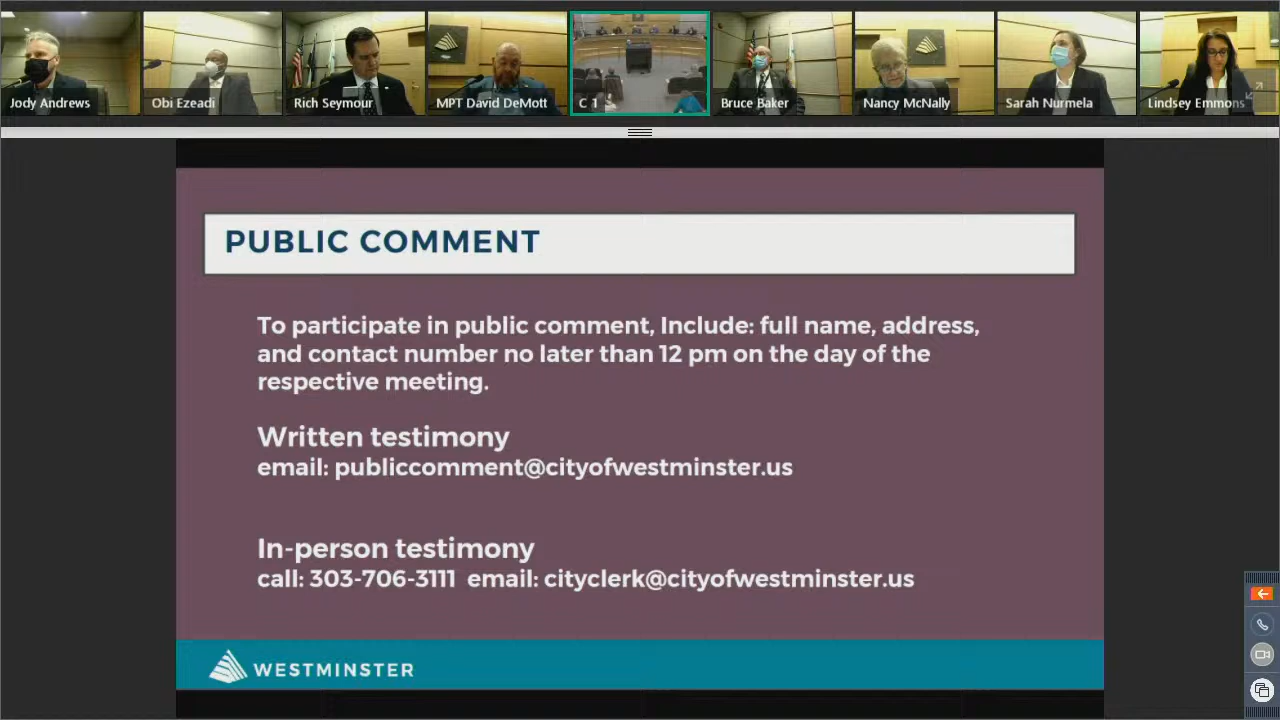 Jody Andrews
Obi Ezeadi
Rich Seymour
MPT David DeMott
C 1
Bruce Baker
Nancy McNally
Sarah Nurmela
Lindsey Emmons
PUBLIC COMMENT
To participate in public comment, Include: full name, address,
and contact number no later than 12 pm on the day of the
respective meeting.
Written testimony
email: publiccomment@cityofwestminster.us
In-person testimony
call: 303-706-3111 email: cityclerk@cityofwestminster.us
WESTMINSTER